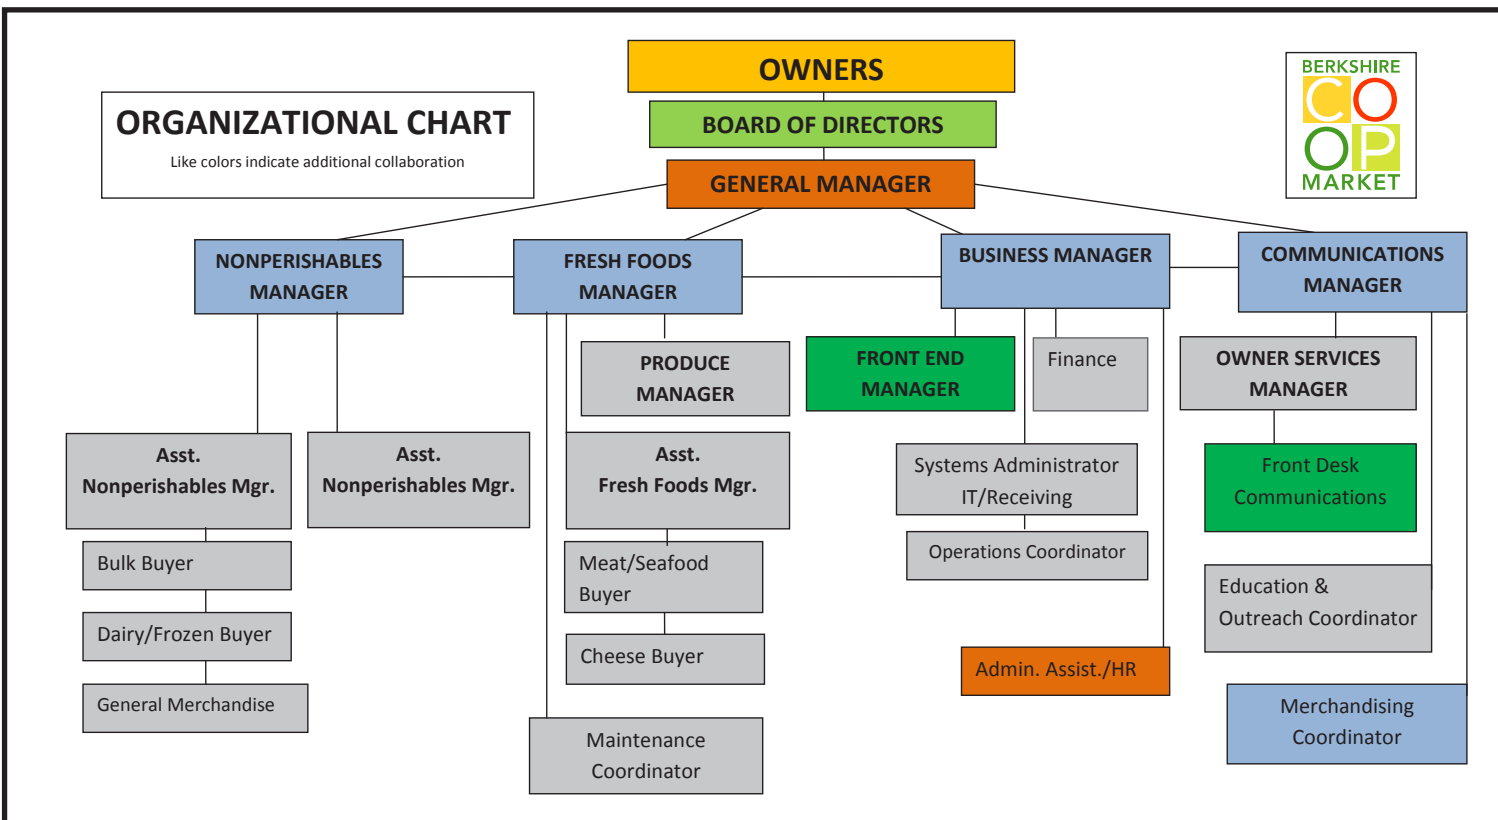 OWNERS
ORGANIZATIONAL CHART
Like colors indicate additional collaboration
BOARD OF DIRECTORS
GENERAL MANAGER
BERKSHIRE
CO
OP
MARKET
NONPERISHABLES
MANAGER
FRESH FOODS
MANAGER
BUSINESS MANAGER
COMMUNICATIONS
MANAGER
PRODUCE
MANAGER
FRONT END
MANAGER
Finance
OWNER SERVICES
MANAGER
Asst.
Nonperishables Mgr.
Asst.
Nonperishables Mgr.
Asst.
Fresh Foods Mgr.
Systems Administrator
IT/Receiving
Front Desk
Communications
Bulk Buyer
Meat/Seafood
Buyer
Operations Coordinator
Education &
Outreach Coordinator
Dairy/Frozen Buyer
Cheese Buyer
Admin. Assist./HR
General Merchandise
Maintenance
Coordinator
Merchandising
Coordinator